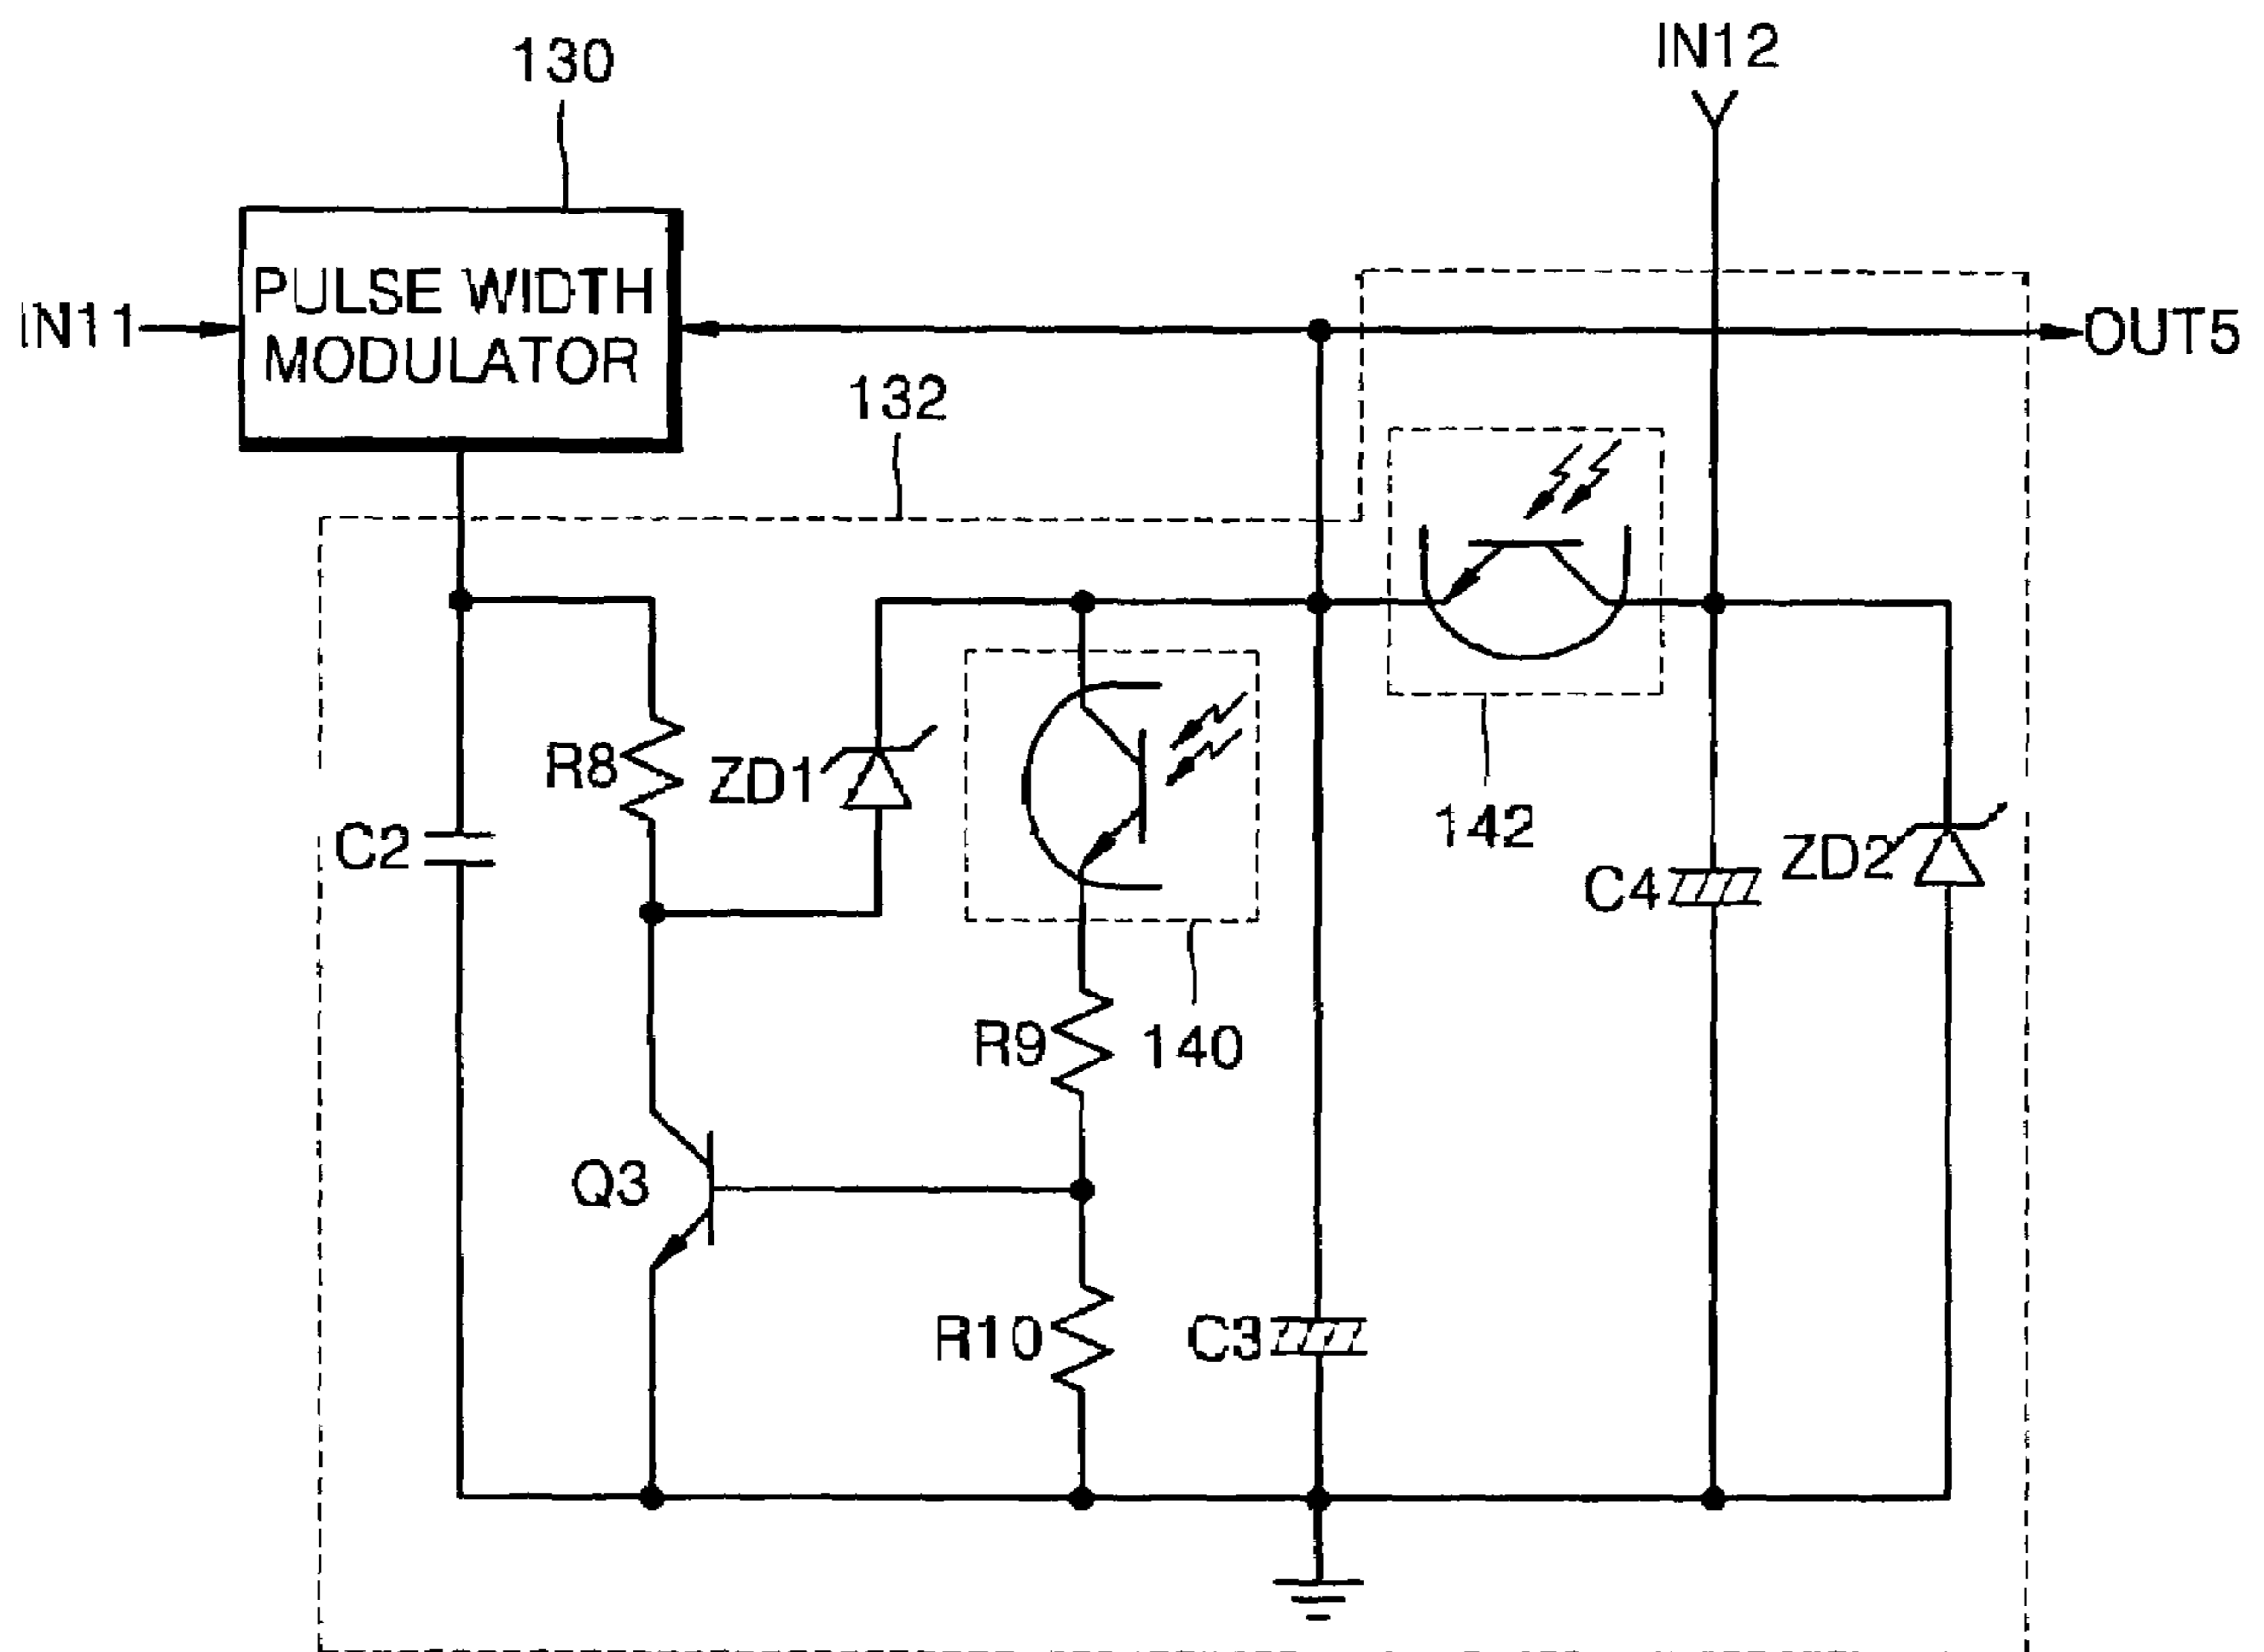 130
IN12
PULSE WIDTH
MODULATOR
IN11
OUT5
132
R8
ZD1
142
C2
C4
ZD2
R9
140
Q3
R10
C3